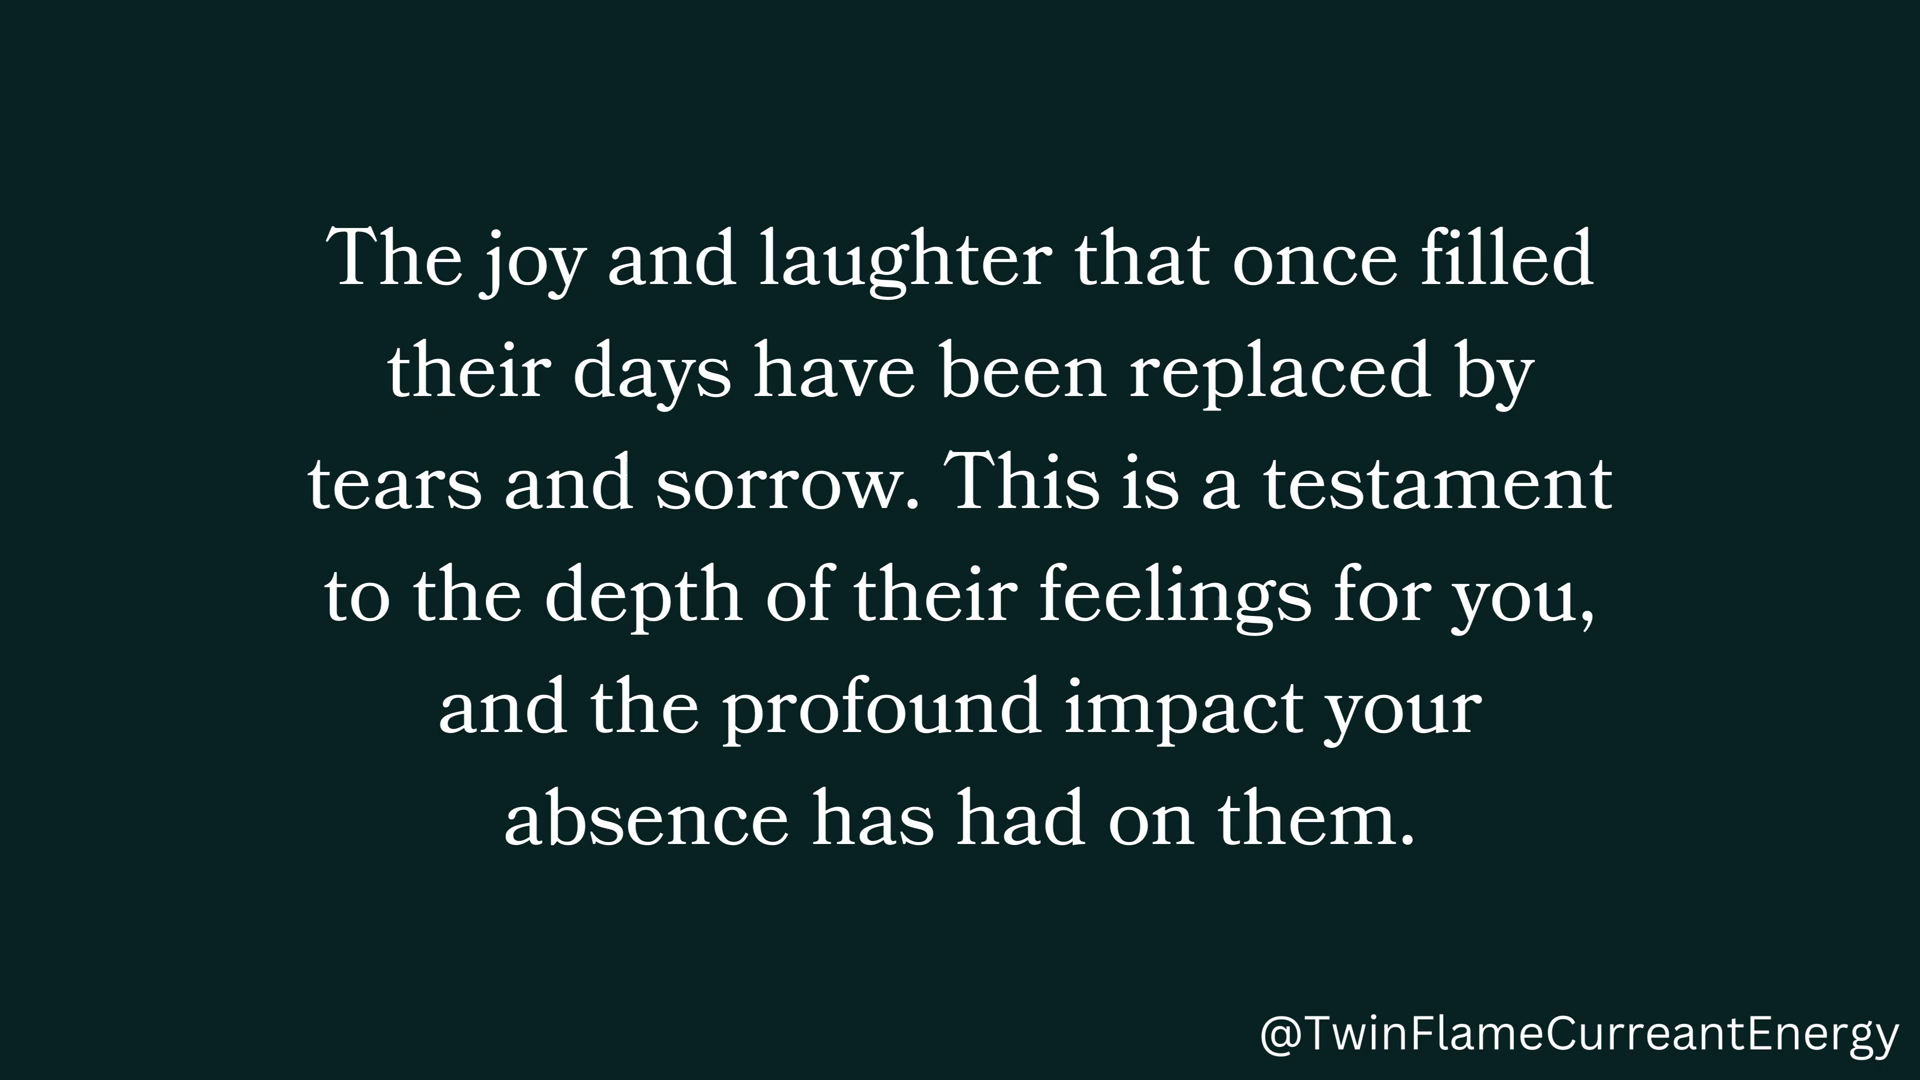 The joy and laughter that once filled
their days have been replaced by
tears and sorrow. This is a testament
to the depth of their feelings for you,
and the profound impact your
absence has had on them.
@TwinFlameCurreantEnergy